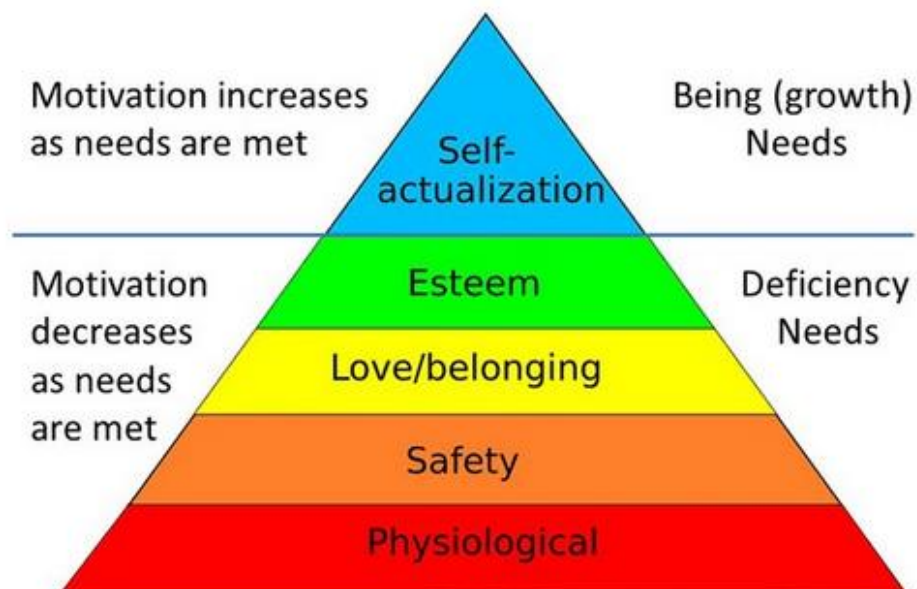 Motivation increases
as needs are met
Being (growth)
Needs
Self-
actualization
Motivation
decreases
as needs
are met
Deficiency
Needs
Esteem
Love/belonging
Safety
Physiological